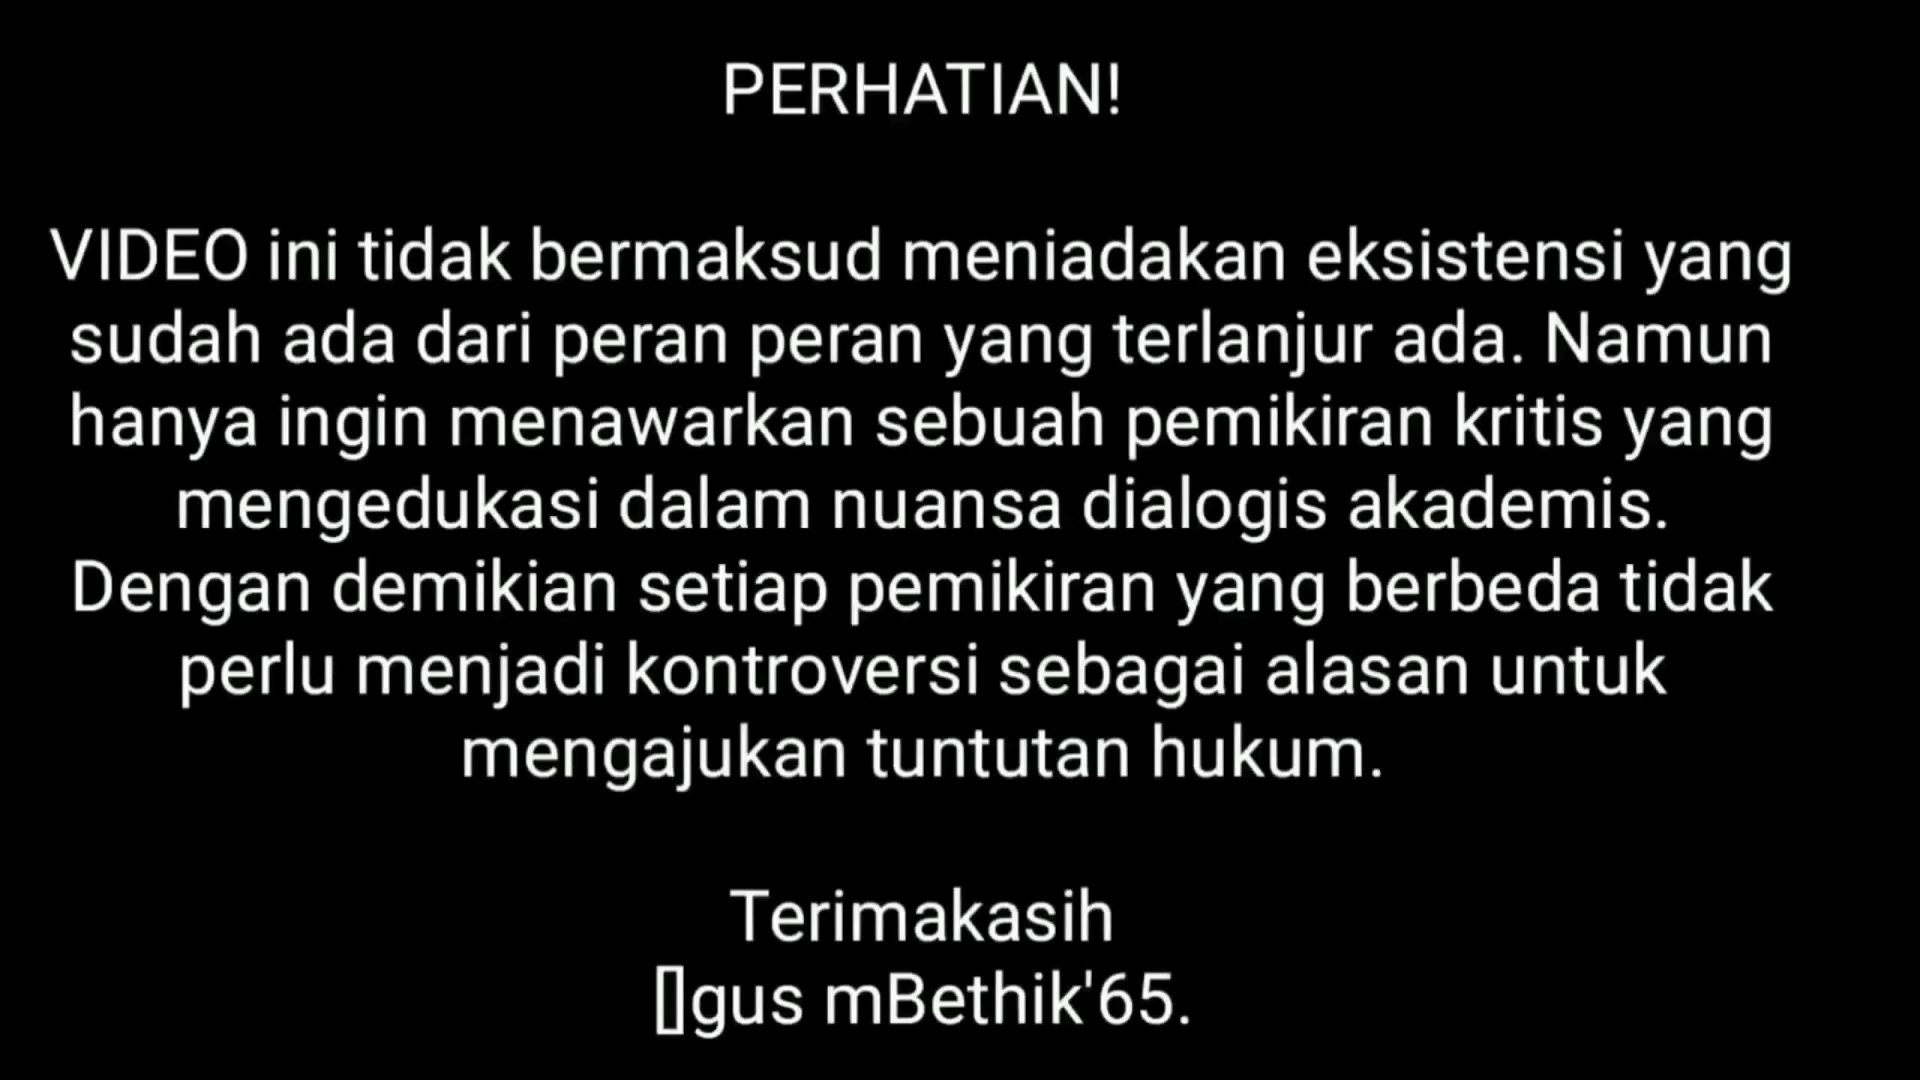 PERHATIAN!
VIDEO ini tidak bermaksud meniadakan eksistensi yang
sudah ada dari peran peran yang terlanjur ada. Namun
hanya ingin menawarkan sebuah pemikiran kritis yang
mengedukasi dalam nuansa dialogis akademis.
Dengan demikian setiap pemikiran yang berbeda tidak
perlu menjadi kontroversi sebagai alasan untuk
mengajukan tuntutan hukum.
Terimakasih
▯gus mBethik'65.